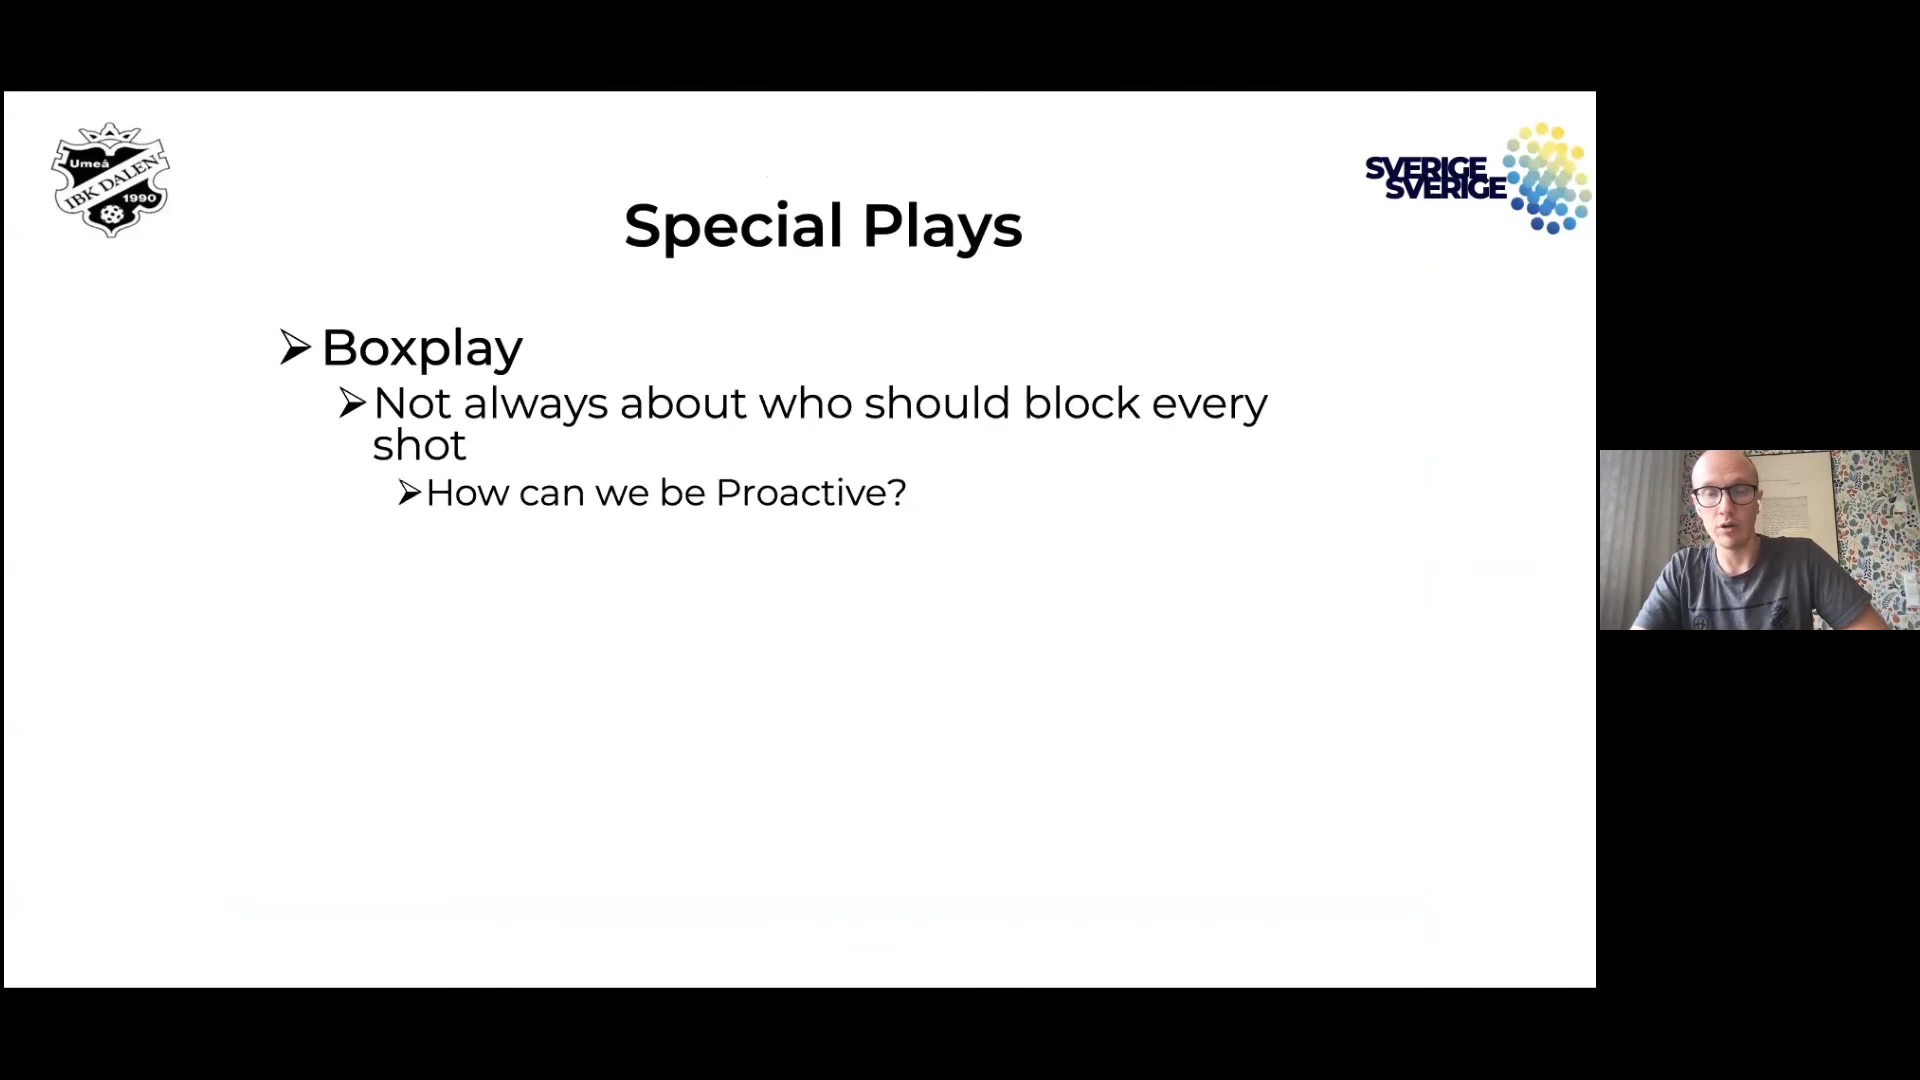 Umeå
IBK DALEN
1990
SVERIGE
SVERIGE
Special Plays
➢Boxplay
➢Not always about who should block every
shot
➢How can we be Proactive?